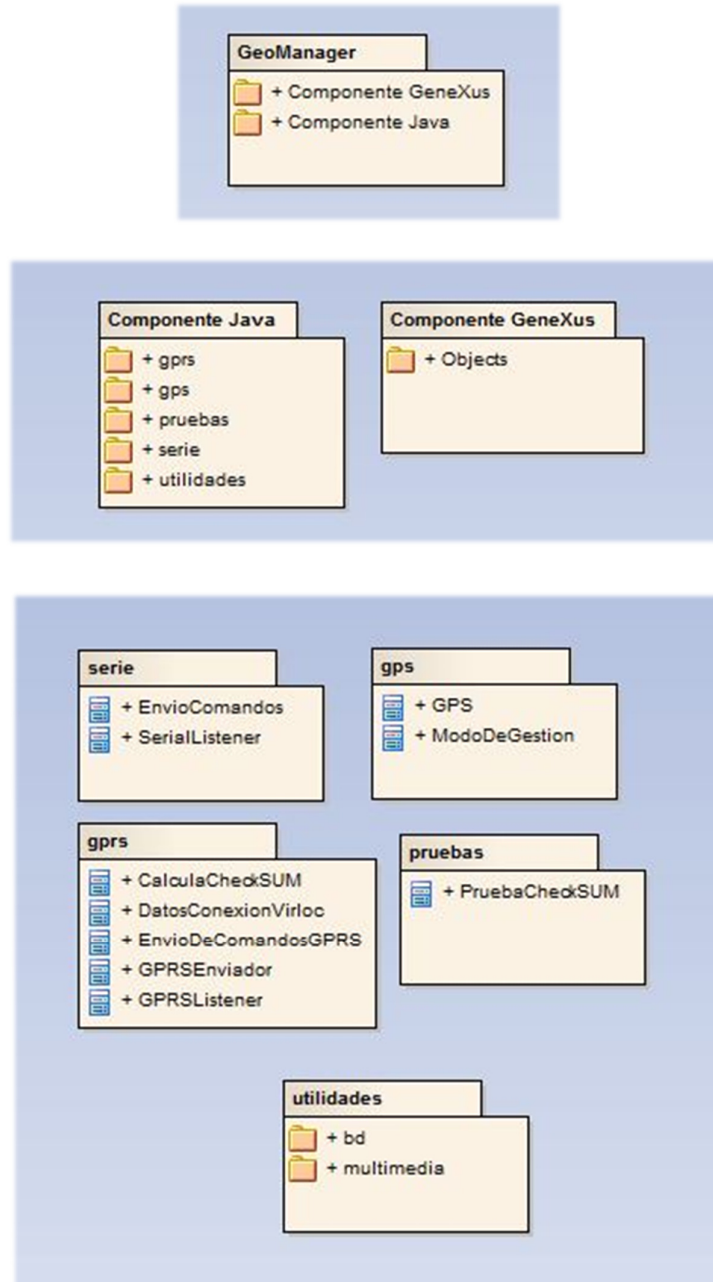 GeoManager
+ Componente GeneXus
+ Componente Java
Componente Java
+ gprs
+ gps
+ pruebas
+ serie
+ utilidades
Componente GeneXus
+ Objects
serie
+ EnvioComandos
+ SerialListener
gps
+ GPS
+ ModoDeGestion
gprs
+ CalculaCheckSUM
+ DatosConexionVirloc
+ EnvioDeComandosGPRS
+ GPRSEnviador
+ GPRSListener
pruebas
+ PruebaCheckSUM
utilidades
+ bd
+ multimedia